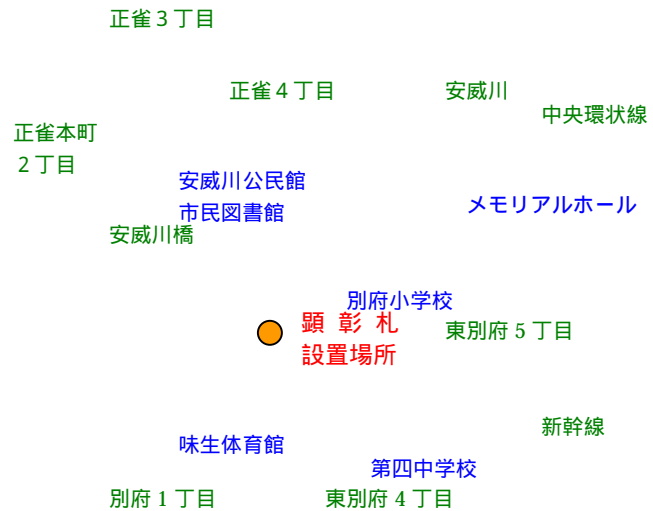 正雀３丁目
正雀４丁目
安威川
中央環状線
正雀本町
２丁目
安威川公民館
市民図書館
メモリアルホール
安威川橋
別府小学校
顕 彰 札
設置場所
東別府 5 丁目
新幹線
味生体育館
第四中学校
別府 1 丁目
東別府 4 丁目